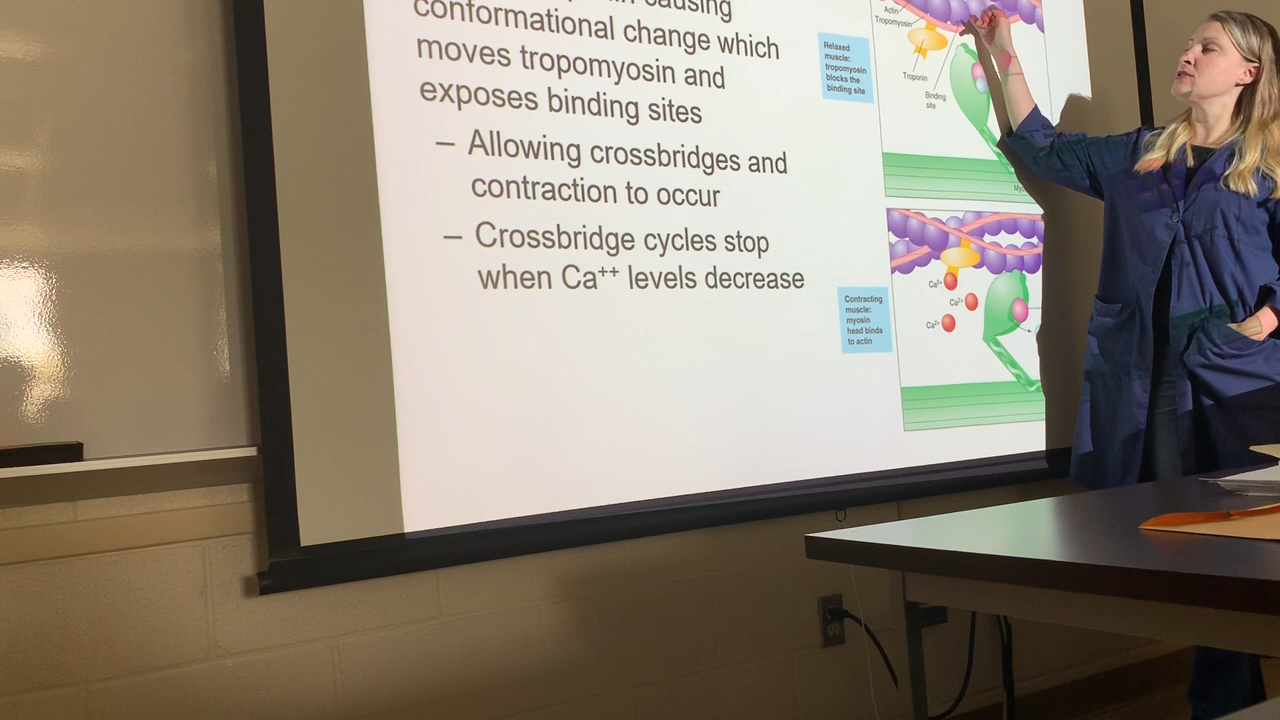 causing
conformational change which
moves tropomyosin and
exposes binding sites
– Allowing crossbridges and
contraction to occur
– Crossbridge cycles stop
when Ca⁺⁺ levels decrease
Actin
Tropomyosin
Relaxed
muscle:
tropomyosin
blocks the
binding site
Troponin
Binding
site
Ca²⁺
Ca²⁺
Ca²⁺
Contracting
muscle:
myosin
head binds
to actin